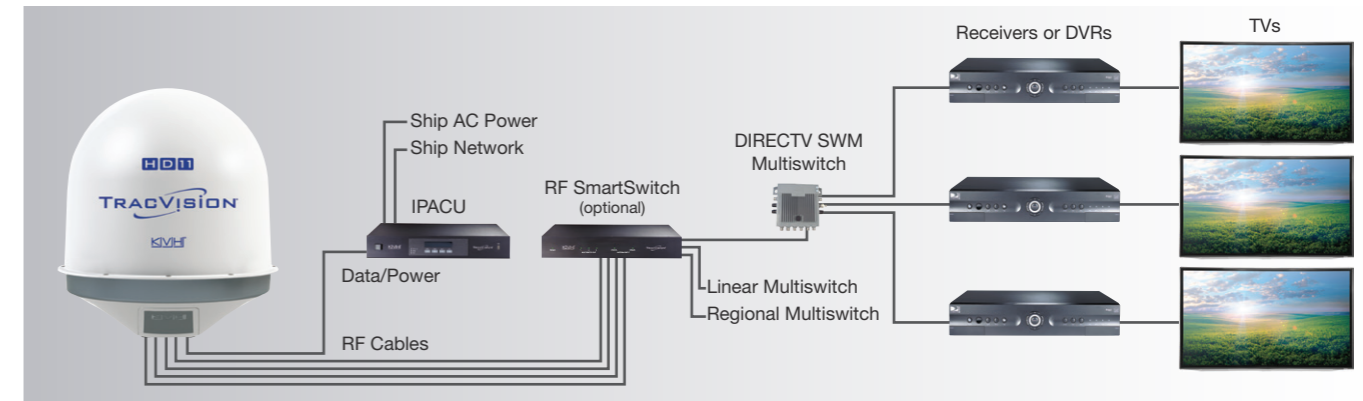 Receivers or DVRs
TVs
Ship AC Power
Ship Network
DIRECTV SWM
Multiswitch
HD11
TRACVISION
KVH
RF SmartSwitch
(optional)
IPACU
Data/Power
Linear Multiswitch
Regional Multiswitch
RF Cables